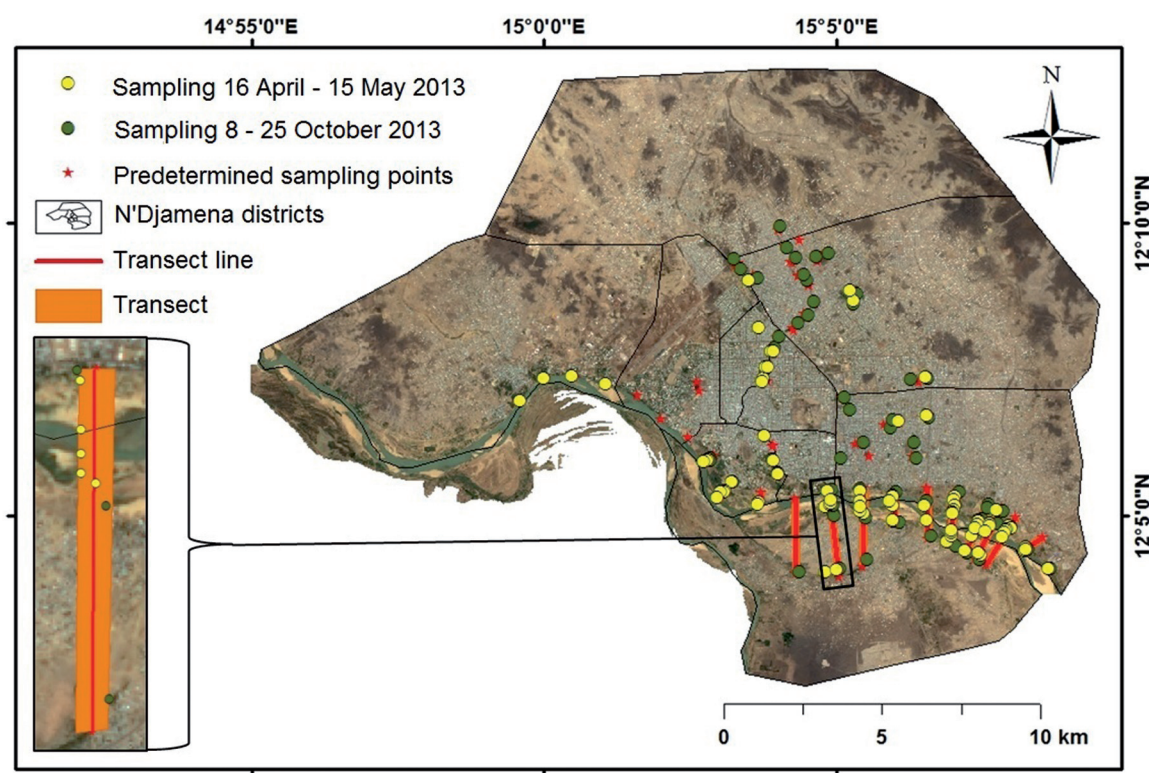 14°55'0"E 15°0'0"E 15°5'0"E
Sampling 16 April - 15 May 2013
Sampling 8 - 25 October 2013
Predetermined sampling points
N'Djamena districts
Transect line
Transect
N
12°10'0"N
12°5'0"N
0 5 10 km